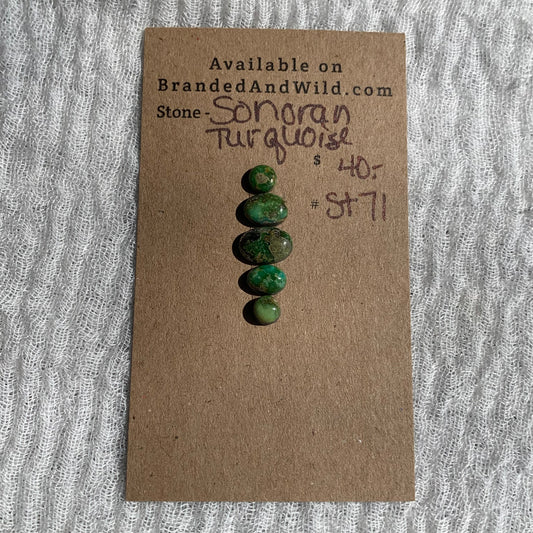 Available on
BrandedAndWild.com
Stone - Sonoran
Turquoise
$ 40.-
# St 71